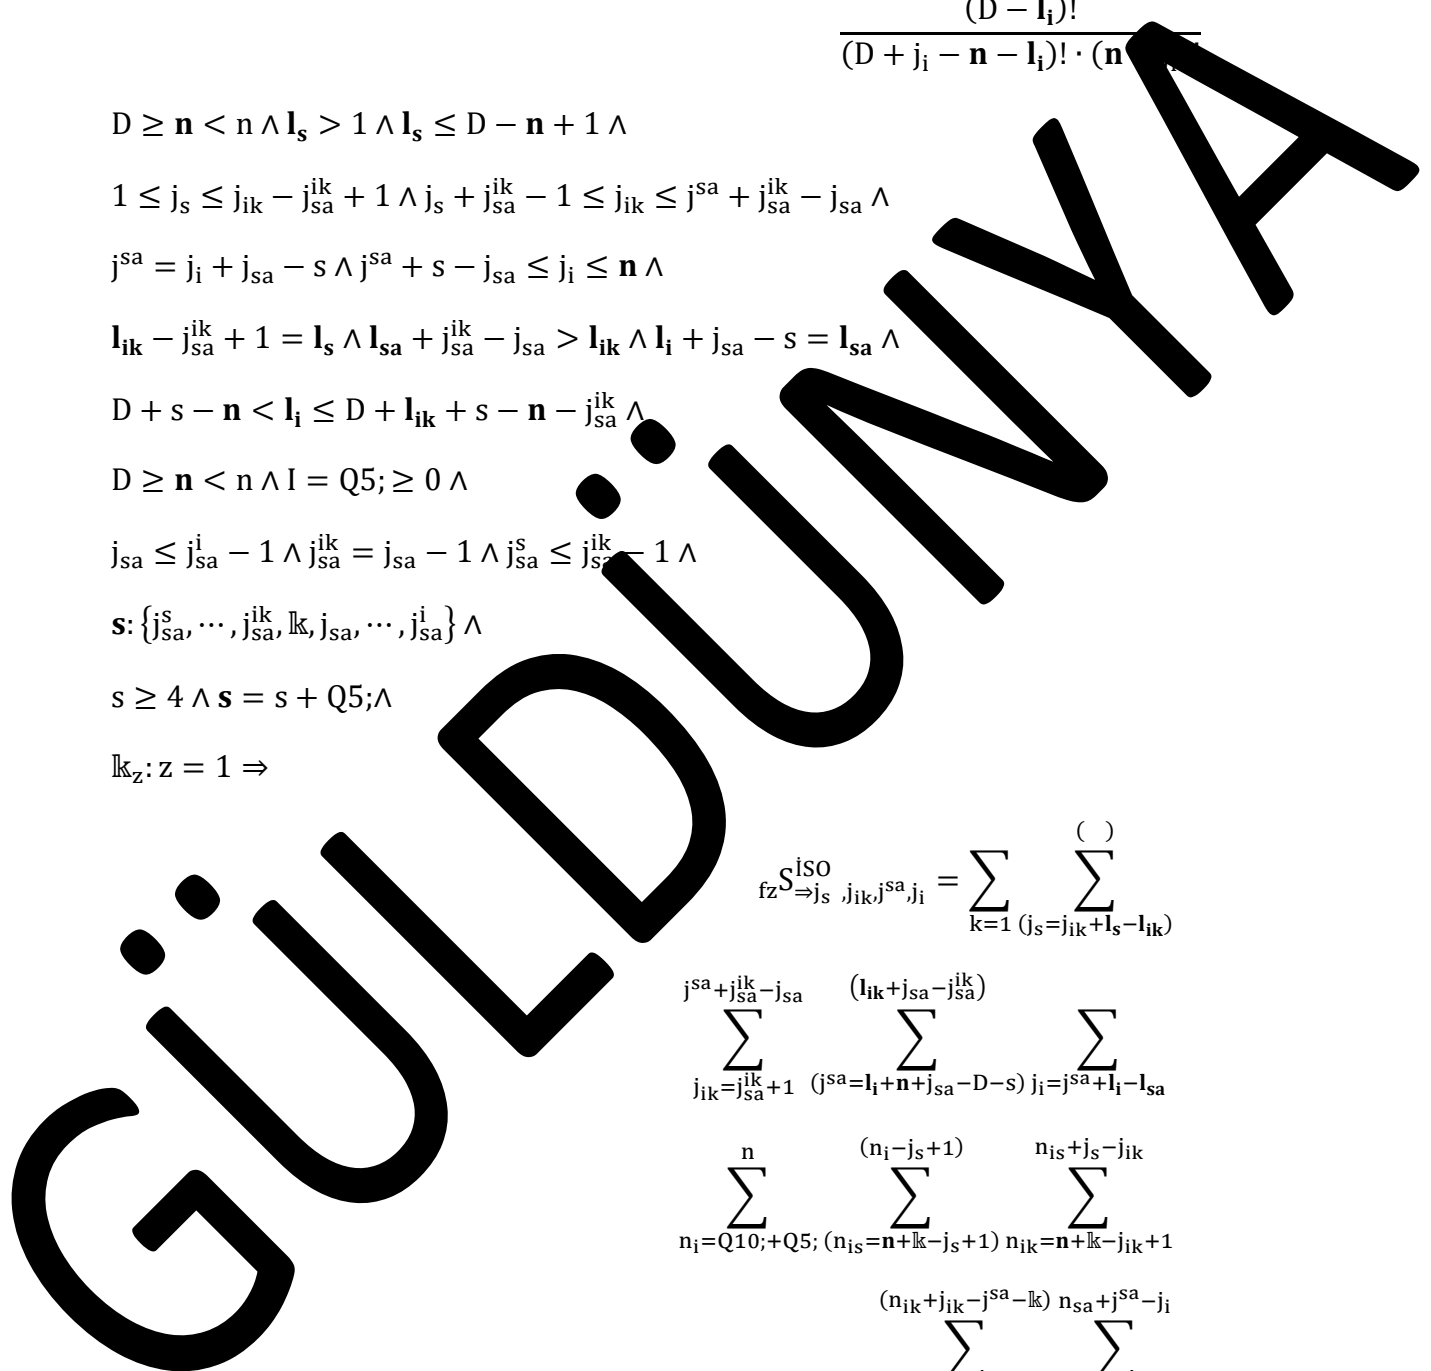 (D − l_i)!
(D + j_i − n − l_i)! · (n
D ≥ n < n ∧ l_s > 1 ∧ l_s ≤ D − n + 1 ∧
1 ≤ j_s ≤ j_ik − j_sa^ik + 1 ∧ j_s + j_sa^ik − 1 ≤ j_ik ≤ j^sa + j_sa^ik − j_sa ∧
j^sa = j_i + j_sa − s ∧ j^sa + s − j_sa ≤ j_i ≤ n ∧
l_ik − j_sa^ik + 1 = l_s ∧ l_sa + j_sa^ik − j_sa > l_ik ∧ l_i + j_sa − s = l_sa ∧
D + s − n < l_i ≤ D + l_ik + s − n − j_sa^ik ∧
D ≥ n < n ∧ I = Q5; ≥ 0 ∧
j_sa ≤ j_sa^i − 1 ∧ j_sa^ik = j_sa − 1 ∧ j_sa^s ≤ j_sa^ik − 1 ∧
s: {j_sa^s, ⋯ , j_sa^ik, 𝕜, j_sa, ⋯ , j_sa^i} ∧
s ≥ 4 ∧ s = s + Q5;∧
𝕜_z: z = 1 ⇒
( )
fzS^İSO_⇒j_s ,j_ik,j^sa,j_i = ∑ ∑
k=1 (j_s=j_ik+l_s−l_ik)
j^sa+j_sa^ik−j_sa (l_ik+j_sa−j_sa^ik)
∑ ∑ ∑
j_ik=j_sa^ik+1 (j^sa=l_i+n+j_sa−D−s) j_i=j^sa+l_i−l_sa
n (n_i−j_s+1) n_is+j_s−j_ik
∑ ∑ ∑
n_i=Q10;+Q5; (n_is=n+𝕜−j_s+1) n_ik=n+𝕜−j_ik+1
(n_ik+j_ik−j^sa−𝕜) n_sa+j^sa−j_i
∑ ∑
GÜLDÜNYA